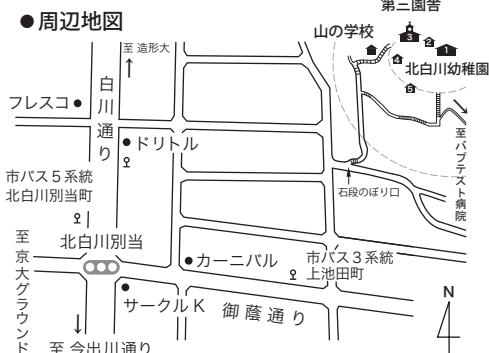 ●周辺地図
第三園舎
山の学校
3
2
1
4
5
北白川幼稚園
至 造形大
白川通り
フレスコ
ドリトル
至バプテスト病院
市バス5系統
北白川別当町
石段のぼり口
北白川別当
カーニバル
市バス3系統
上池田町
至京大グラウンド
サークルK
御蔭通り
N
至 今出川通り